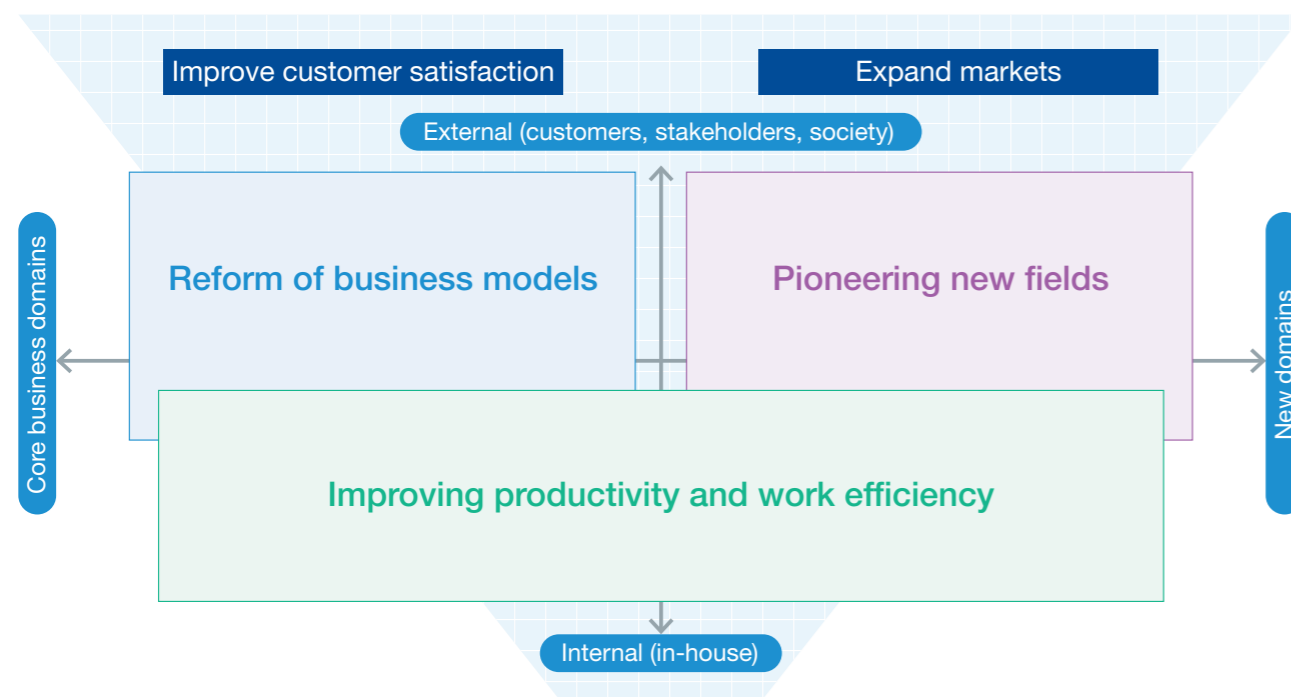 Improve customer satisfaction
Expand markets
External (customers, stakeholders, society)
Core business domains
Reform of business models
Pioneering new fields
New domains
Improving productivity and work efficiency
Internal (in-house)